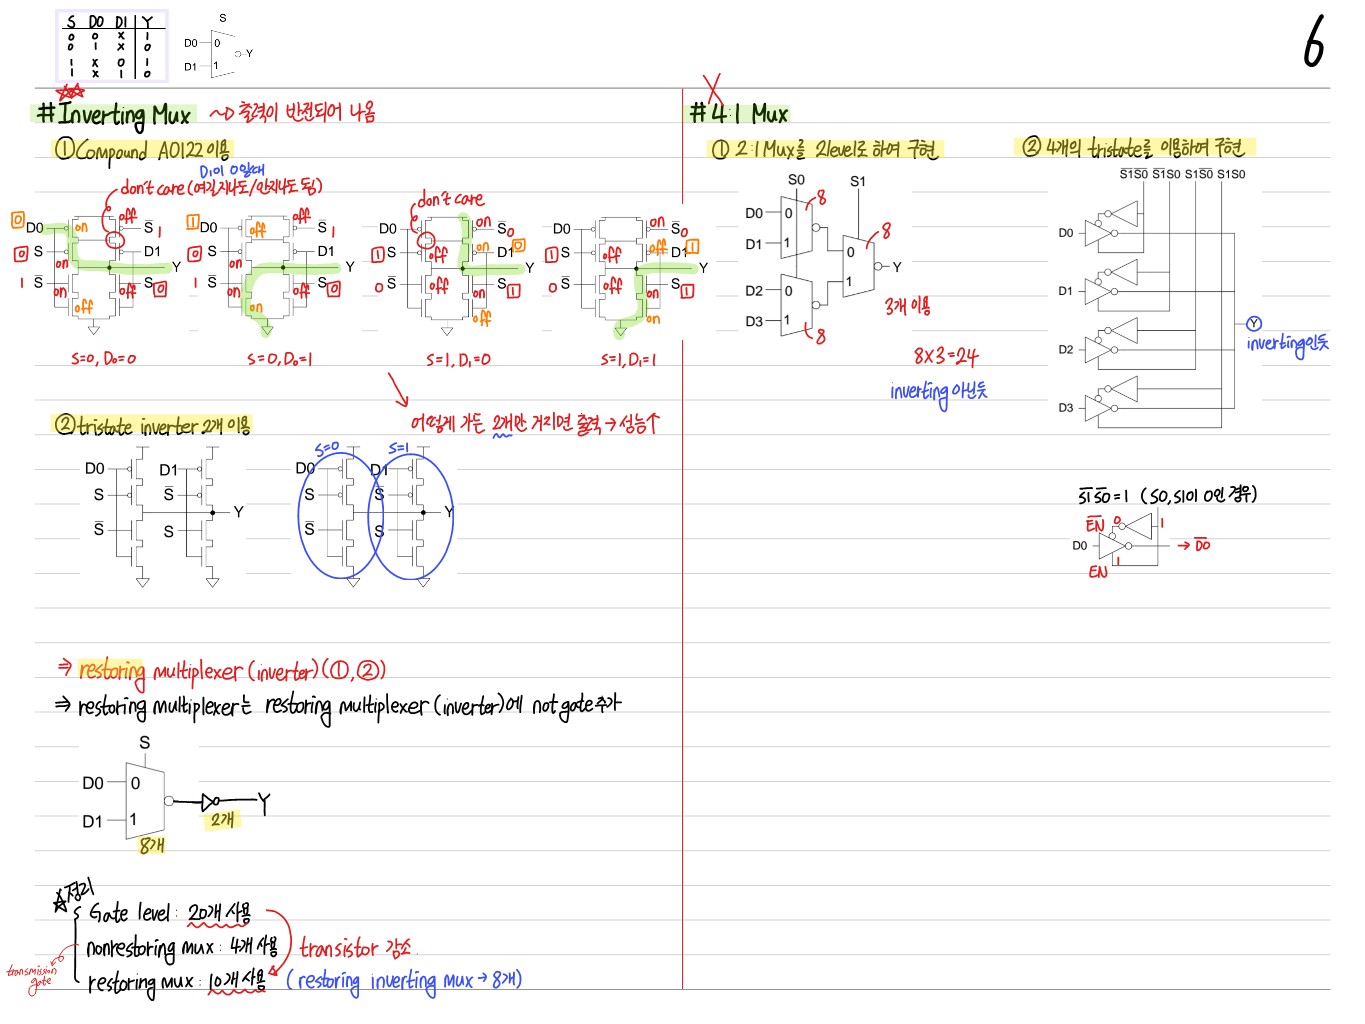 6
S D0 D1 Y
0 0 x 1
0 1 x 0
1 x 0 1
1 x 1 0
S
D0 0
D1 1
Y
# Inverting Mux ~> 출력이 반전되어 나옴
① Compound AOI22 이용
D₁이 0일때
don't care (여길지나도/안지나도 됨)
don't care
0 D0 on off S̅ 1
0 S on D1
1 S̅ on off S 0
off
Y
S=0, D₀=0
1 D0 off off S̅ 1
0 S on D1
1 S̅ on off S 0
on
Y
S=0, D₀=1
D0 on S̅ 0
1 S off on D1 0
0 S̅ off on S 1
off
Y
S=1, D₁=0
D0 on S̅ 0
1 S off off D1 1
0 S̅ off on S 1
on
Y
S=1, D₁=1
어떻게 가든 2개만 거치면 출력 → 성능↑
② tristate inverter 2개 이용
D0 D1
S S̅
S̅ S
Y
S=0 S=1
D0 D1
S S̅
S̅ S
Y
⇒ restoring multiplexer (inverter) (①, ②)
⇒ restoring multiplexer는 restoring multiplexer (inverter)에 not gate 추가
S
D0 0
D1 1
Y
8개
2개
☆정리
Gate level : 20개 사용
nonrestoring mux : 4개 사용
transistor 감소.
transmission gate
restoring mux : 10개 사용 (restoring inverting mux → 8개)
# 4:1 Mux
① 2:1 Mux를 2level로 하여 구현
S0 S1
8
D0 0
D1 1
8
0
1
Y
D2 0
D3 1
8
3개 이용
8×3=24
inverting 아닌듯
② 4개의 tristate를 이용하여 구현
S̅1̅S̅0̅ S̅1̅S0 S1S̅0̅ S1S0
D0
D1
D2
D3
Y
inverting인듯
S̅1̅ S̅0̅ = 1 (S0, S1이 0인 경우)
E̅N̅ 0 1
D0 → D̅0̅
EN 1